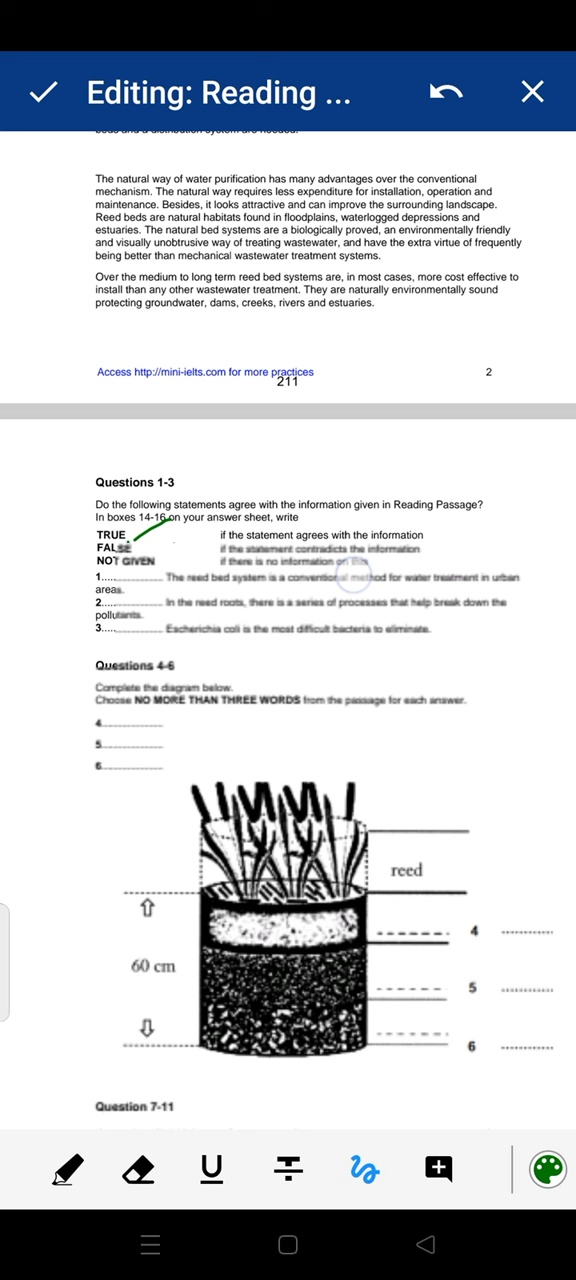 Editing: Reading ...
The natural way of water purification has many advantages over the conventional
mechanism. The natural way requires less expenditure for installation, operation and
maintenance. Besides, it looks attractive and can improve the surrounding landscape.
Reed beds are natural habitats found in floodplains, waterlogged depressions and
estuaries. The natural bed systems are a biologically proved, an environmentally friendly
and visually unobtrusive way of treating wastewater, and have the extra virtue of frequently
being better than mechanical wastewater treatment systems.
Over the medium to long term reed bed systems are, in most cases, more cost effective to
install than any other wastewater treatment. They are naturally environmentally sound
protecting groundwater, dams, creeks, rivers and estuaries.
Access http://mini-ielts.com for more practices 2
211
Questions 1-3
Do the following statements agree with the information given in Reading Passage?
In boxes 14-16 on your answer sheet, write
TRUE if the statement agrees with the information
FALSE if the statement contradicts the information
NOT GIVEN if there is no information on this
1..... The reed bed system is a conventional method for water treatment in urban
areas.
2..... In the reed roots, there is a series of processes that help break down the
pollutants.
3..... Escherichia coli is the most difficult bacteria to eliminate.
Questions 4-6
Complete the diagram below.
Choose NO MORE THAN THREE WORDS from the passage for each answer.
4
5
6
reed
4 ............
60 cm
5 ............
6 ............
Question 7-11